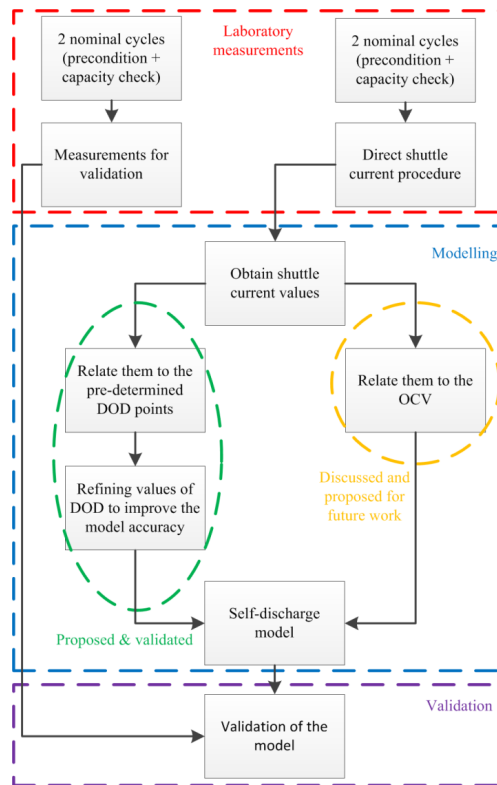 2 nominal cycles
(precondition +
capacity check)
Laboratory
measurements
2 nominal cycles
(precondition +
capacity check)
Measurements for
validation
Direct shuttle
current procedure
Modelling
Obtain shuttle
current values
Relate them to the
pre-determined
DOD points
Relate them to the
OCV
Refining values of
DOD to improve the
model accuracy
Discussed and
proposed for
future work
Proposed & validated
Self-discharge
model
Validation
Validation of the
model